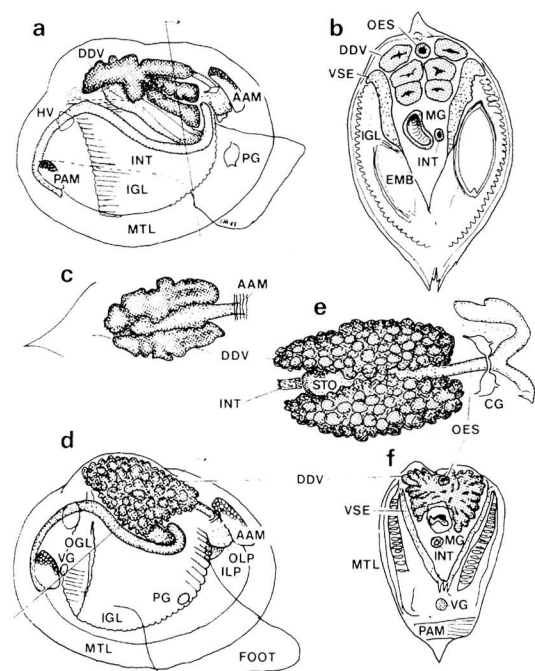 a
DDV
AAM
HV
INT
PG
PAM
IGL
MTL
b
OES
DDV
VSE
MG
IGL
INT
EMB
c
AAM
DDV
e
STO
INT
CG
OES
d
DDV
OGL
VG
AAM
OLP
ILP
PG
IGL
MTL
FOOT
f
VSE
MG
INT
MTL
VG
PAM